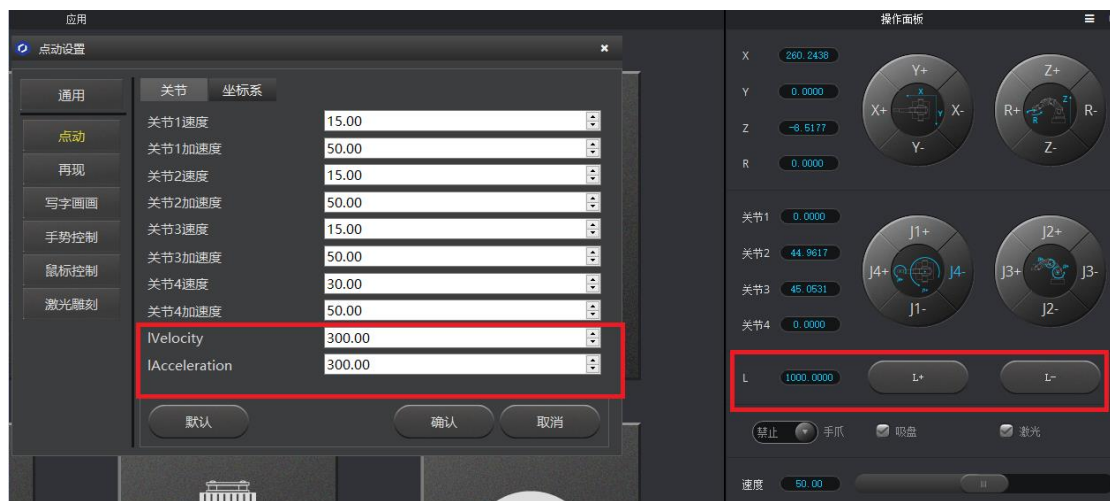 应用
操作面板
点动设置
通用
点动
再现
写字画画
手势控制
鼠标控制
激光雕刻
关节 坐标系
关节1速度 15.00
关节1加速度 50.00
关节2速度 15.00
关节2加速度 50.00
关节3速度 15.00
关节3加速度 50.00
关节4速度 30.00
关节4加速度 50.00
lVelocity 300.00
lAcceleration 300.00
默认 确认 取消
X 260.2438
Y 0.0000
Z -8.5177
R 0.0000
Y+
X+ X-
Y-
X
Y
Z+
R+ R-
Z-
Z
R
关节1 0.0000
关节2 44.9617
关节3 45.0531
关节4 0.0000
J1+
J4+ J4-
J1-
J2+
J3+ J3-
J2-
L 1000.0000 L+ L-
禁止 手爪 吸盘 激光
速度 50.00